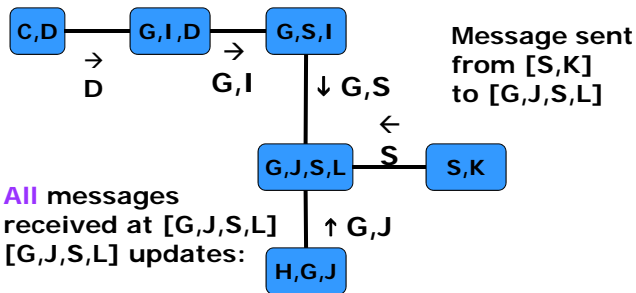 C,D
G,I,D
G,S,I
→
D
→
G,I
↓ G,S
Message sent
from [S,K]
to [G,J,S,L]
←
S
G,J,S,L
S,K
All messages
received at [G,J,S,L]
[G,J,S,L] updates:
↑ G,J
H,G,J